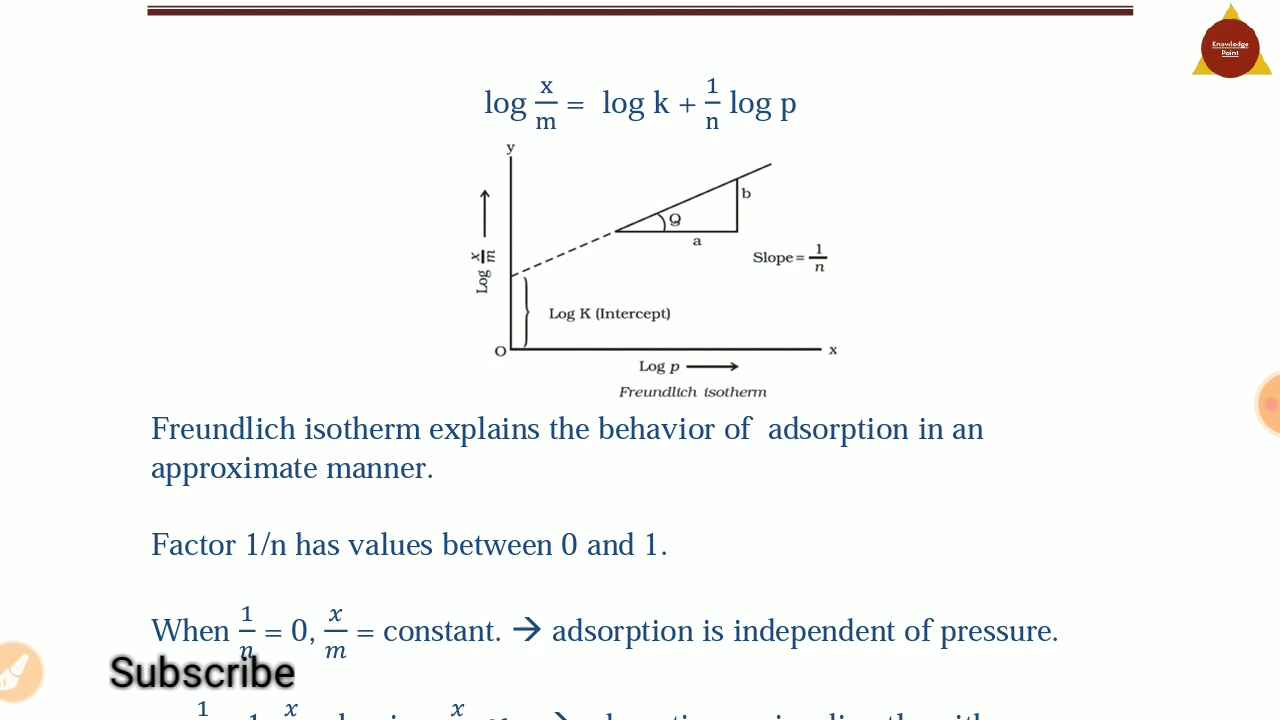 Knowledge
Point
log x/m = log k + 1/n log p
y
b
Q
a
Log x/m
Slope = 1/n
Log K (Intercept)
O
x
Log p
Freundlich isotherm
Freundlich isotherm explains the behavior of adsorption in an
approximate manner.
Factor 1/n has values between 0 and 1.
When 1/n = 0, x/m = constant. → adsorption is independent of pressure.
Subscribe